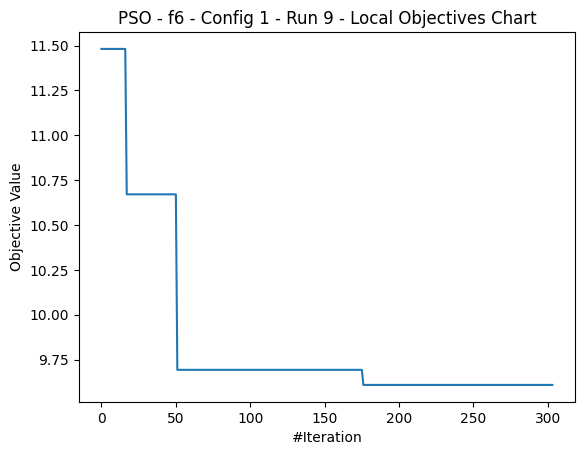 PSO - f6 - Config 1 - Run 9 - Local Objectives Chart
11.50
11.25
11.00
10.75
10.50
10.25
10.00
9.75
Objective Value
0 50 100 150 200 250 300
#Iteration